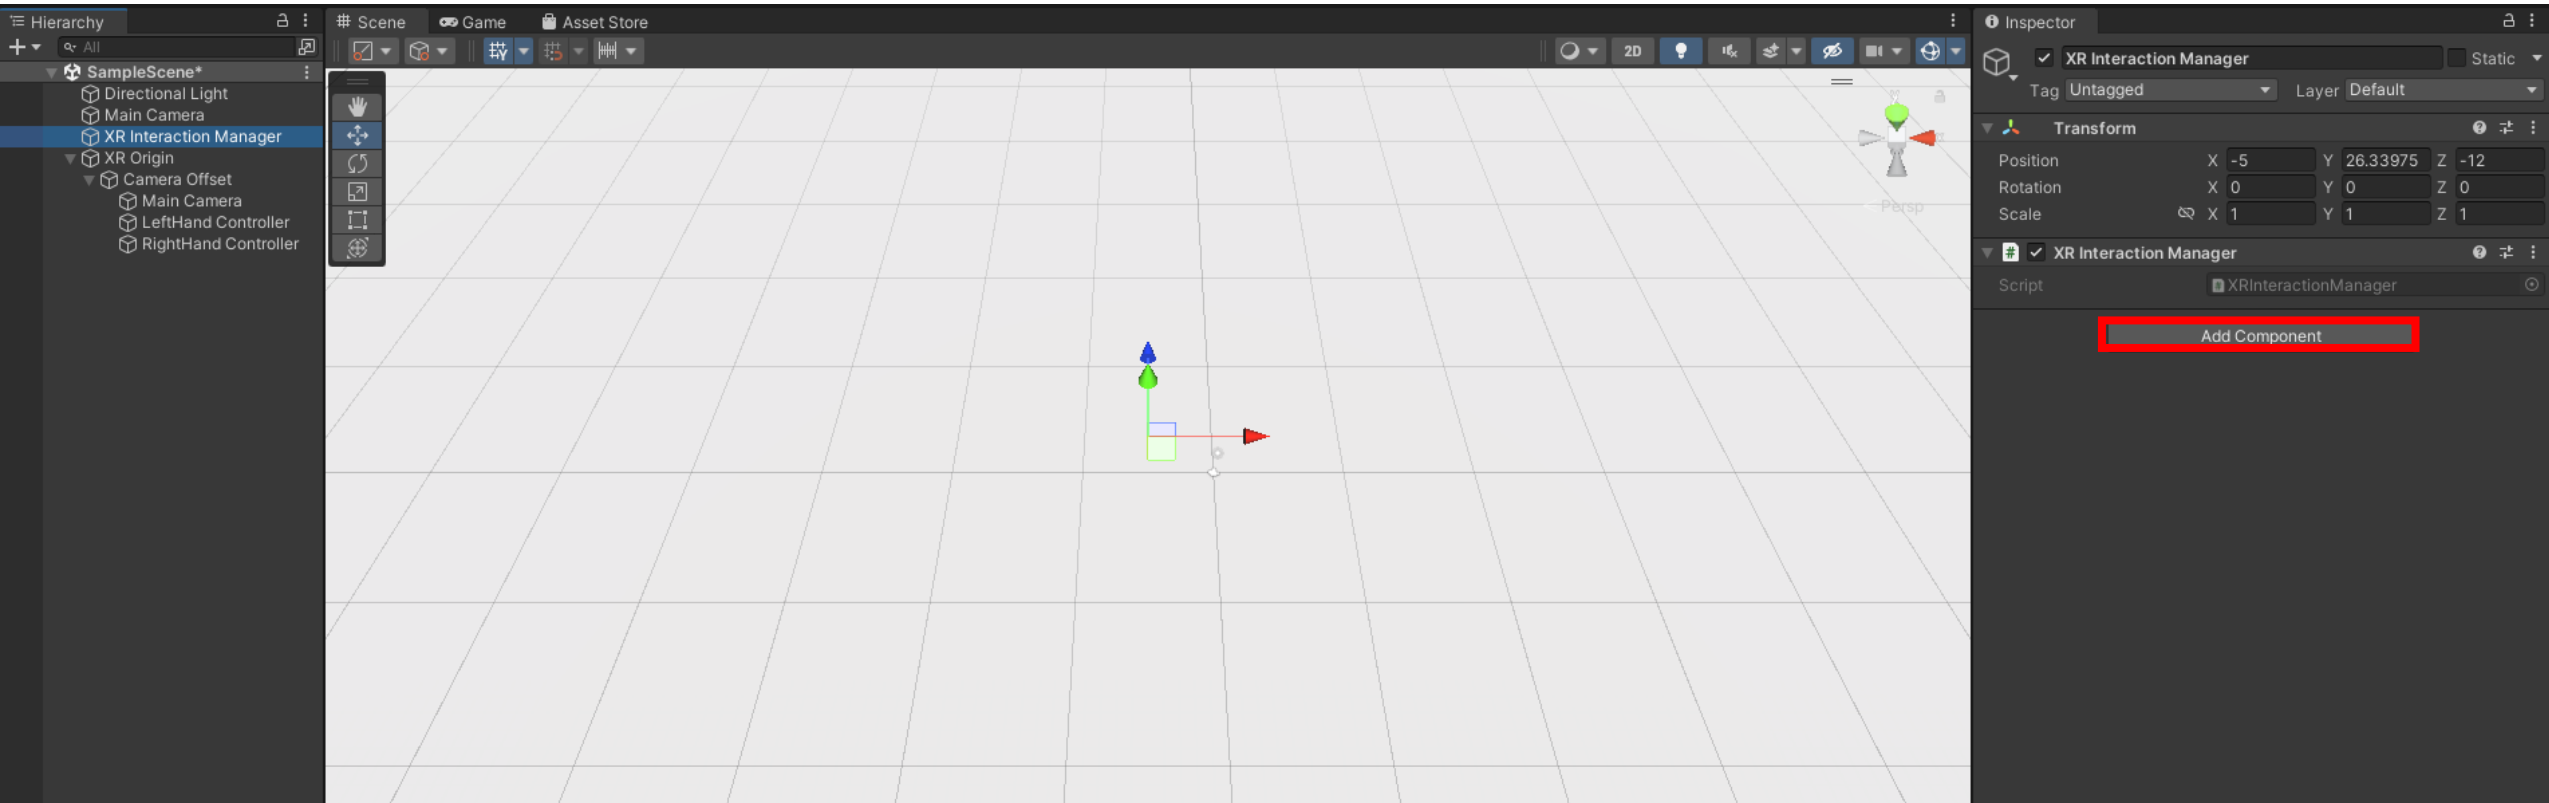 Hierarchy
All
SampleScene*
Directional Light
Main Camera
XR Interaction Manager
XR Origin
Camera Offset
Main Camera
LeftHand Controller
RightHand Controller
Scene Game Asset Store
2D
y
Persp
Inspector
XR Interaction Manager Static
Tag Untagged Layer Default
Transform
Position X -5 Y 26.33975 Z -12
Rotation X 0 Y 0 Z 0
Scale X 1 Y 1 Z 1
# XR Interaction Manager
Script XRInteractionManager
Add Component